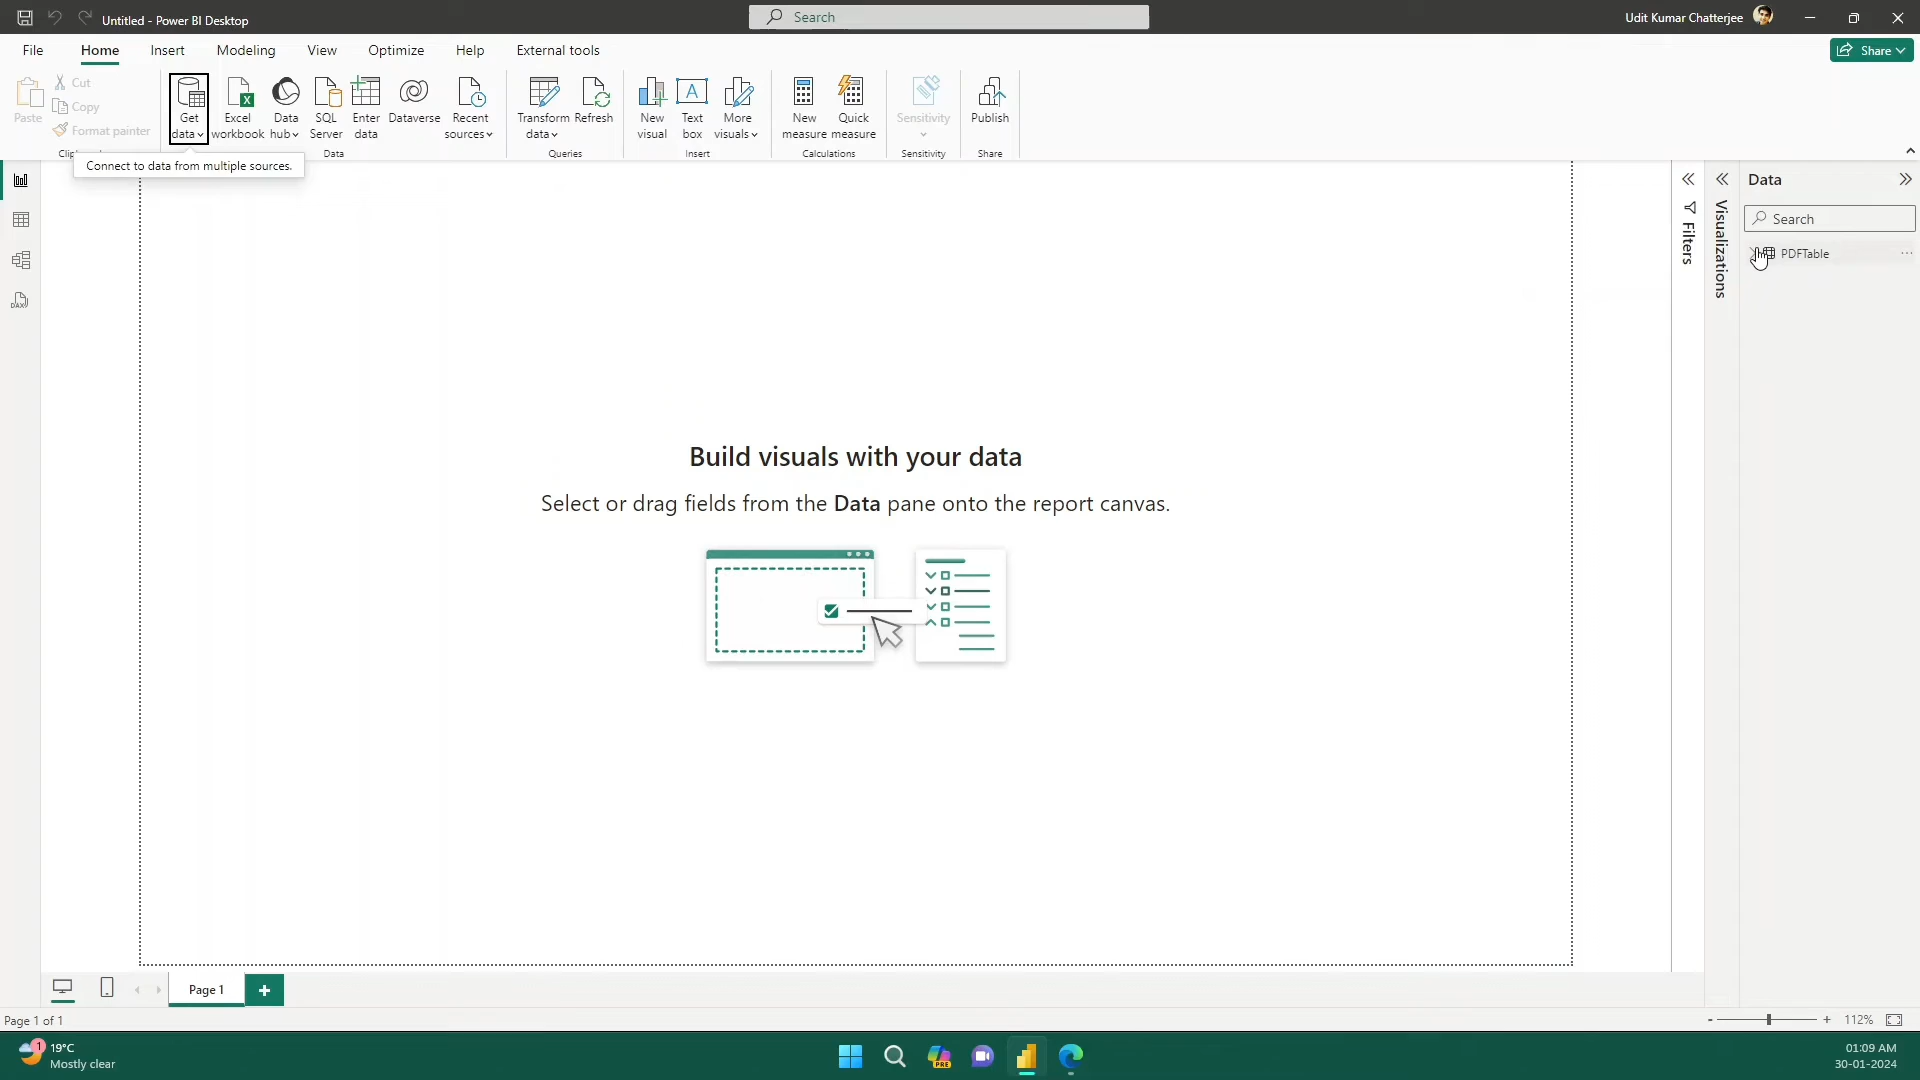 Untitled - Power BI Desktop
Search
Udit Kumar Chatterjee
File
Home
Insert
Modeling
View
Optimize
Help
External tools
Share
Paste
Cut
Copy
Format painter
Get data
Excel workbook
Data hub
SQL Server
Enter data
Dataverse
Recent sources
Transform data
Refresh
New visual
Text box
More visuals
New measure
Quick measure
Sensitivity
Publish
Data
Queries
Insert
Calculations
Sensitivity
Share
Connect to data from multiple sources.
Filters
Visualizations
Data
Search
PDFTable
DAX
Build visuals with your data
Select or drag fields from the Data pane onto the report canvas.
Page 1
Page 1 of 1
- + 112%
1
19°C
Mostly clear
PRE
01:09 AM
30-01-2024